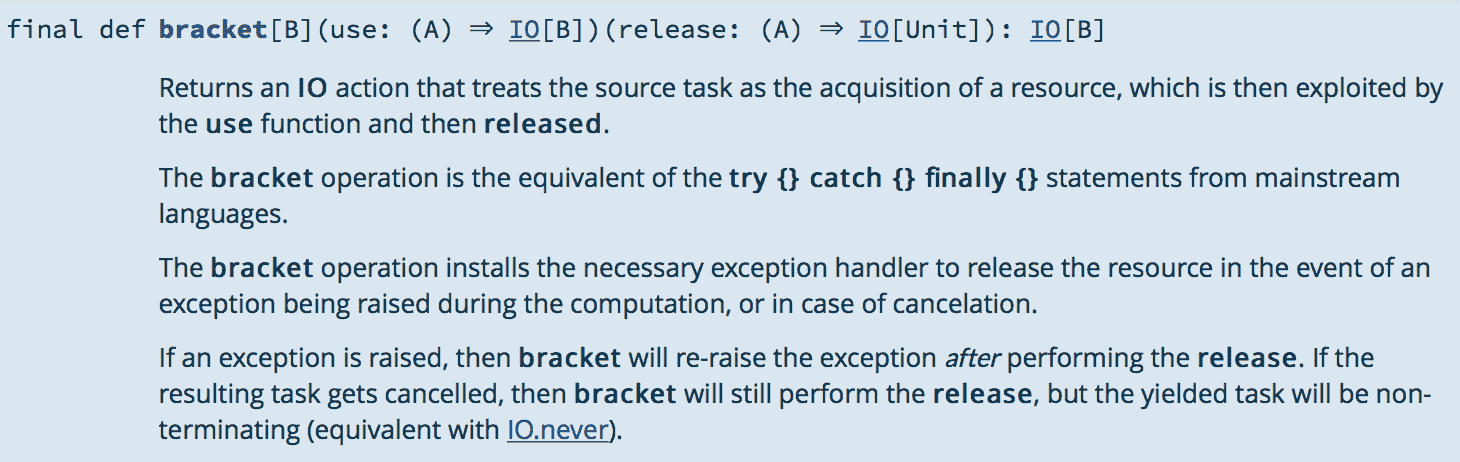 final def bracket[B](use: (A) ⇒ IO[B])(release: (A) ⇒ IO[Unit]): IO[B]
Returns an IO action that treats the source task as the acquisition of a resource, which is then exploited by
the use function and then released.
The bracket operation is the equivalent of the try {} catch {} finally {} statements from mainstream
languages.
The bracket operation installs the necessary exception handler to release the resource in the event of an
exception being raised during the computation, or in case of cancelation.
If an exception is raised, then bracket will re-raise the exception after performing the release. If the
resulting task gets cancelled, then bracket will still perform the release, but the yielded task will be non-
terminating (equivalent with IO.never).